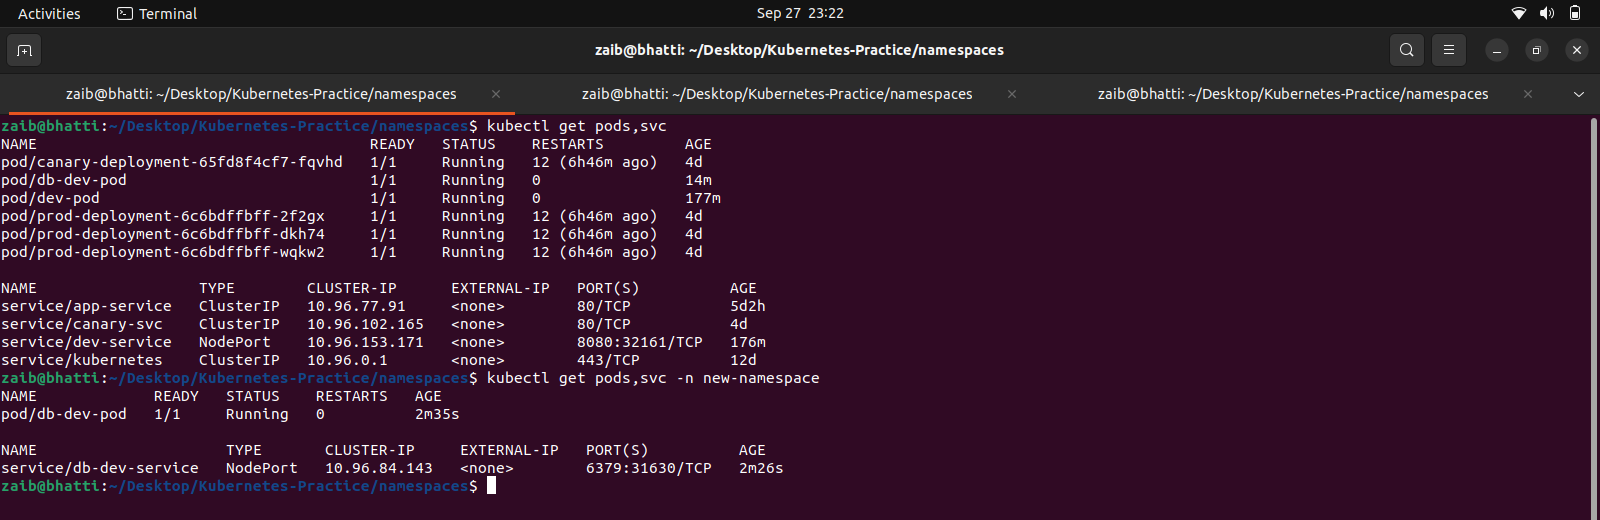 Activities Terminal Sep 27 23:22
zaib@bhatti: ~/Desktop/Kubernetes-Practice/namespaces
zaib@bhatti: ~/Desktop/Kubernetes-Practice/namespaces zaib@bhatti: ~/Desktop/Kubernetes-Practice/namespaces zaib@bhatti: ~/Desktop/Kubernetes-Practice/namespaces
zaib@bhatti:~/Desktop/Kubernetes-Practice/namespaces$ kubectl get pods,svc
NAME READY STATUS RESTARTS AGE
pod/canary-deployment-65fd8f4cf7-fqvhd 1/1 Running 12 (6h46m ago) 4d
pod/db-dev-pod 1/1 Running 0 14m
pod/dev-pod 1/1 Running 0 177m
pod/prod-deployment-6c6bdffbff-2f2gx 1/1 Running 12 (6h46m ago) 4d
pod/prod-deployment-6c6bdffbff-dkh74 1/1 Running 12 (6h46m ago) 4d
pod/prod-deployment-6c6bdffbff-wqkw2 1/1 Running 12 (6h46m ago) 4d
NAME TYPE CLUSTER-IP EXTERNAL-IP PORT(S) AGE
service/app-service ClusterIP 10.96.77.91 <none> 80/TCP 5d2h
service/canary-svc ClusterIP 10.96.102.165 <none> 80/TCP 4d
service/dev-service NodePort 10.96.153.171 <none> 8080:32161/TCP 176m
service/kubernetes ClusterIP 10.96.0.1 <none> 443/TCP 12d
zaib@bhatti:~/Desktop/Kubernetes-Practice/namespaces$ kubectl get pods,svc -n new-namespace
NAME READY STATUS RESTARTS AGE
pod/db-dev-pod 1/1 Running 0 2m35s
NAME TYPE CLUSTER-IP EXTERNAL-IP PORT(S) AGE
service/db-dev-service NodePort 10.96.84.143 <none> 6379:31630/TCP 2m26s
zaib@bhatti:~/Desktop/Kubernetes-Practice/namespaces$